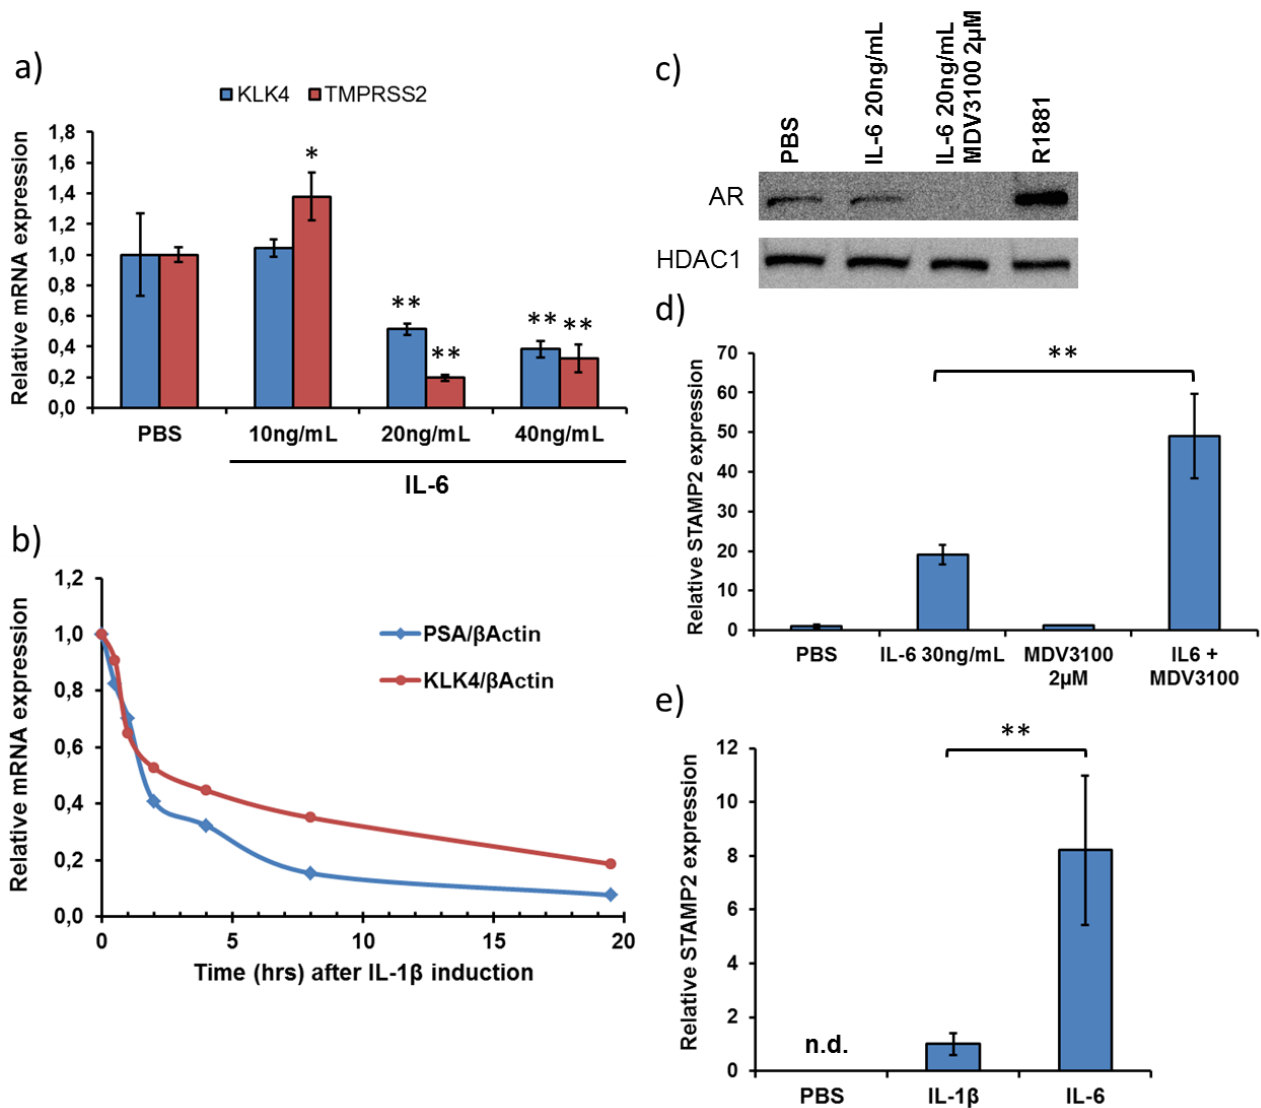 a)
KLK4 TMPRSS2
Relative mRNA expression
1,8
1,6
1,4
1,2
1,0
0,8
0,6
0,4
0,2
0,0
*
**
**
** **
PBS 10ng/mL 20ng/mL 40ng/mL
IL-6
b)
Relative mRNA expression
1,2
1,0
0,8
0,6
0,4
0,2
0,0
PSA/βActin
KLK4/βActin
0 5 10 15 20
Time (hrs) after IL-1β induction
c)
PBS
IL-6 20ng/mL
IL-6 20ng/mL
MDV3100 2µM
R1881
AR
HDAC1
d)
Relative STAMP2 expression
70
60
50
40
30
20
10
0
**
PBS IL-6 30ng/mL MDV3100 IL6 +
2µM MDV3100
e)
Relative STAMP2 expression
12
10
8
6
4
2
0
**
n.d.
PBS IL-1β IL-6